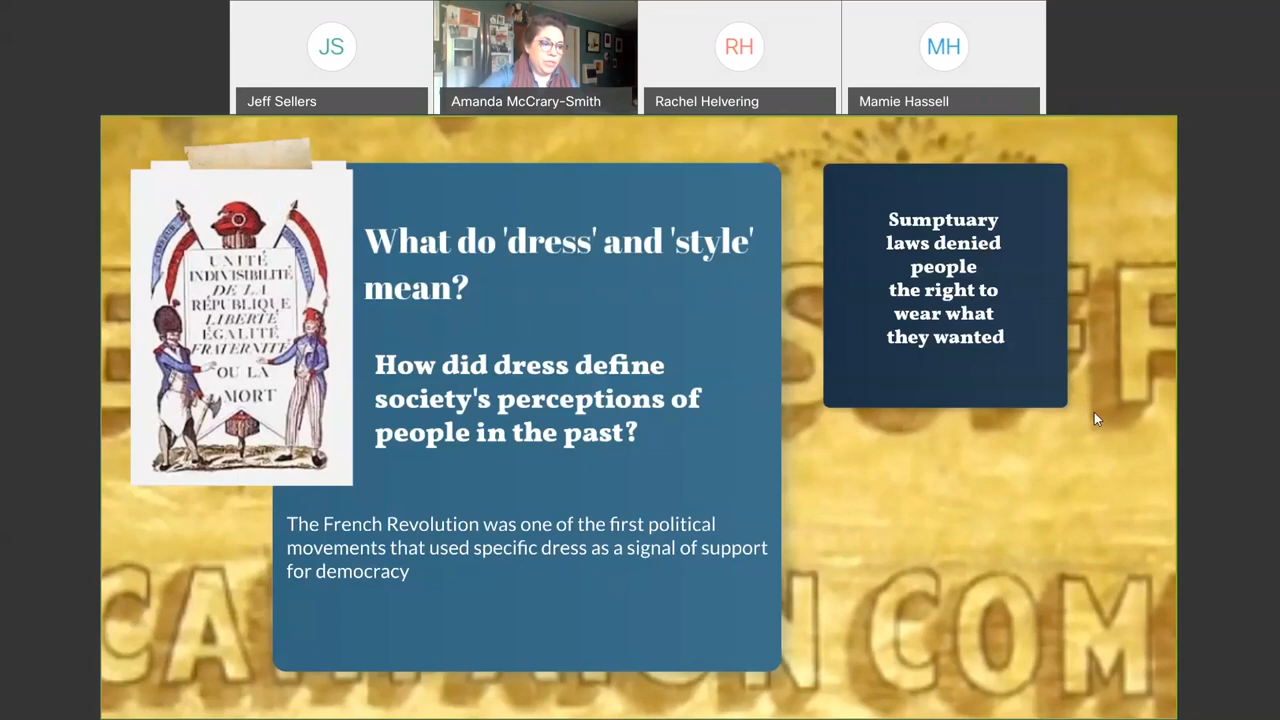 JS
RH
MH
Jeff Sellers
Amanda McCrary-Smith
Rachel Helvering
Mamie Hassell
UNITÉ
INDIVISIBILITÉ
DE LA
RÉPUBLIQUE
LIBERTÉ
ÉGALITÉ
FRATERNITÉ
OU LA
MORT
What do 'dress' and 'style'
mean?
How did dress define
society's perceptions of
people in the past?
The French Revolution was one of the first political
movements that used specific dress as a signal of support
for democracy
Sumptuary
laws denied
people
the right to
wear what
they wanted